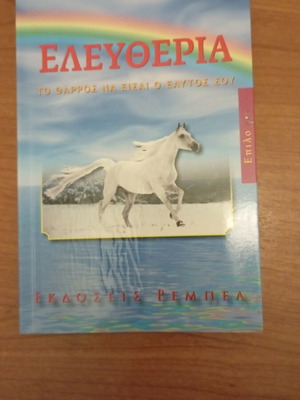 ΕΛΕΥΘΕΡΙΑ
ΤΟ ΘΑΡΡΟΣ ΝΑ ΕΙΣΑΙ Ο ΕΑΥΤΟΣ ΣΟΥ
ΕΚΔΟΣΕΙΣ ΡΕΜΠΕΛ